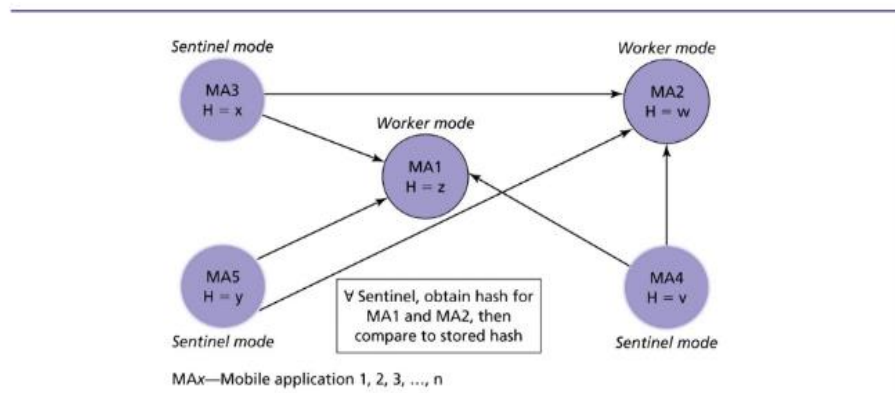 Sentinel mode
Worker mode
MA3
H = x
MA2
H = w
Worker mode
MA1
H = z
MA5
H = y
Sentinel mode
∀ Sentinel, obtain hash for
MA1 and MA2, then
compare to stored hash
MA4
H = v
Sentinel mode
MAx—Mobile application 1, 2, 3, ..., n